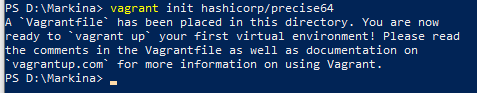 PS D:\Markina> vagrant init hashicorp/precise64
A `Vagrantfile` has been placed in this directory. You are now
ready to `vagrant up` your first virtual environment! Please read
the comments in the Vagrantfile as well as documentation on
`vagrantup.com` for more information on using Vagrant.
PS D:\Markina>